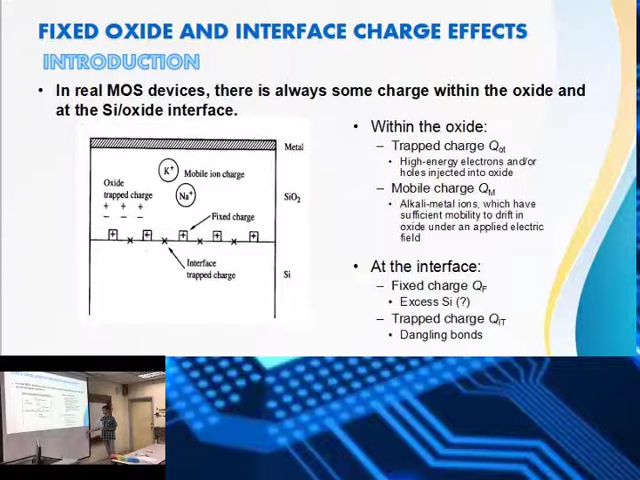 FIXED OXIDE AND INTERFACE CHARGE EFFECTS
INTRODUCTION
• In real MOS devices, there is always some charge within the oxide and
at the Si/oxide interface.
Metal
K+
Mobile ion charge
Na+
Oxide
trapped charge
+ + +
− − −
SiO2
Fixed charge
+ + + + +
× × × ×
Interface
trapped charge
Si
• Within the oxide:
– Trapped charge Qot
• High-energy electrons and/or
holes injected into oxide
– Mobile charge QM
• Alkali-metal ions, which have
sufficient mobility to drift in
oxide under an applied electric
field
• At the interface:
– Fixed charge QF
• Excess Si (?)
– Trapped charge QIT
• Dangling bonds